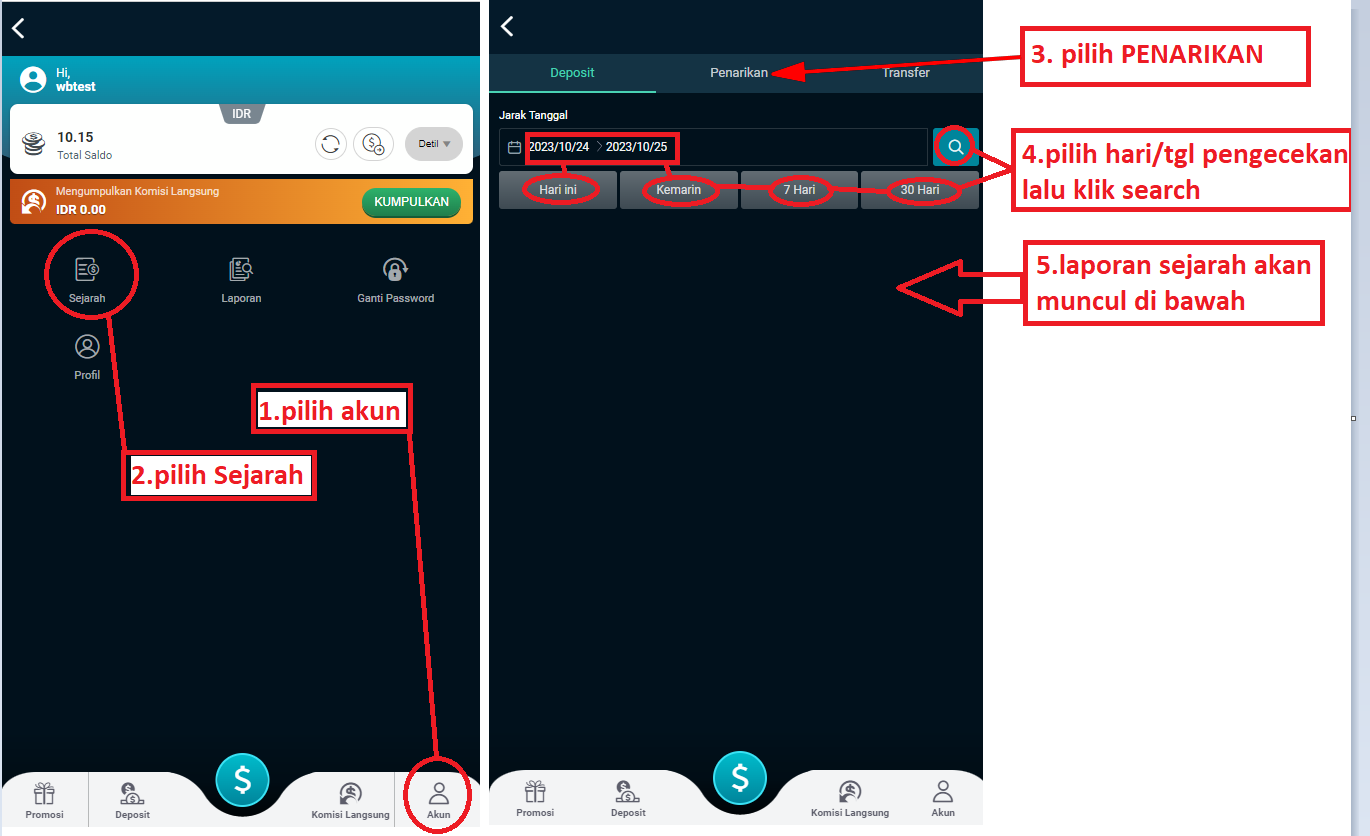 Hi,
wbtest
IDR
10.15
Total Saldo
Detil
Mengumpulkan Komisi Langsung
IDR 0.00
KUMPULKAN
Sejarah
Laporan
Ganti Password
Profil
1.pilih akun
2.pilih Sejarah
Promosi
Deposit
$
Komisi Langsung
Akun
Deposit
Penarikan
Transfer
Jarak Tanggal
2023/10/24 > 2023/10/25
Hari ini
Kemarin
7 Hari
30 Hari
Promosi
Deposit
$
Komisi Langsung
Akun
3. pilih PENARIKAN
4.pilih hari/tgl pengecekan
lalu klik search
5.laporan sejarah akan
muncul di bawah